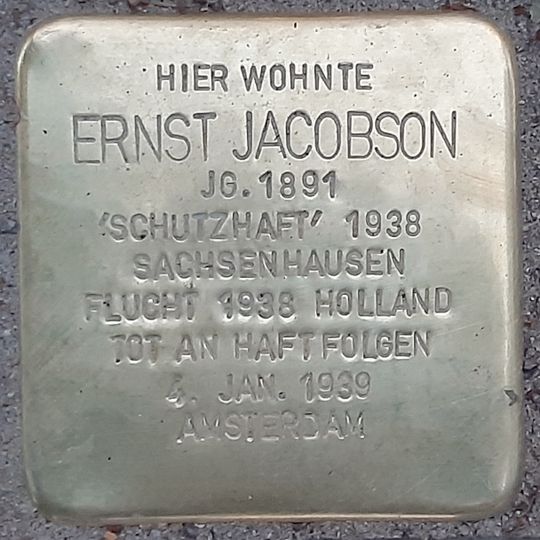 HIER WOHNTE
ERNST JACOBSON
JG. 1891
'SCHUTZHAFT' 1938
SACHSENHAUSEN
FLUCHT 1938 HOLLAND
TOT AN HAFTFOLGEN
4. JAN. 1939
AMSTERDAM